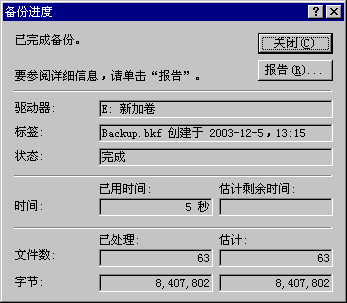 备份进度
已完成备份。
关闭(C)
要参阅详细信息，请单击“报告”。
报告(R)...
驱动器: E: 新加卷
标签: Backup.bkf 创建于 2003-12-5，13:15
状态: 完成
已用时间: 估计剩余时间:
时间: 5 秒
已处理: 估计:
文件数: 63 63
字节: 8,407,802 8,407,802